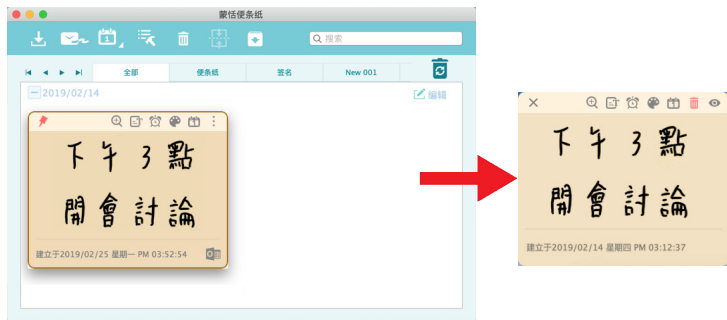 蒙恬便条纸
1
搜索
全部 便条纸 签名 New 001
2019/02/14 编辑
下午3點
開會討論
建立于2019/02/25 星期一 PM 03:52:54
下午3點
開會討論
建立于2019/02/14 星期四 PM 03:12:37